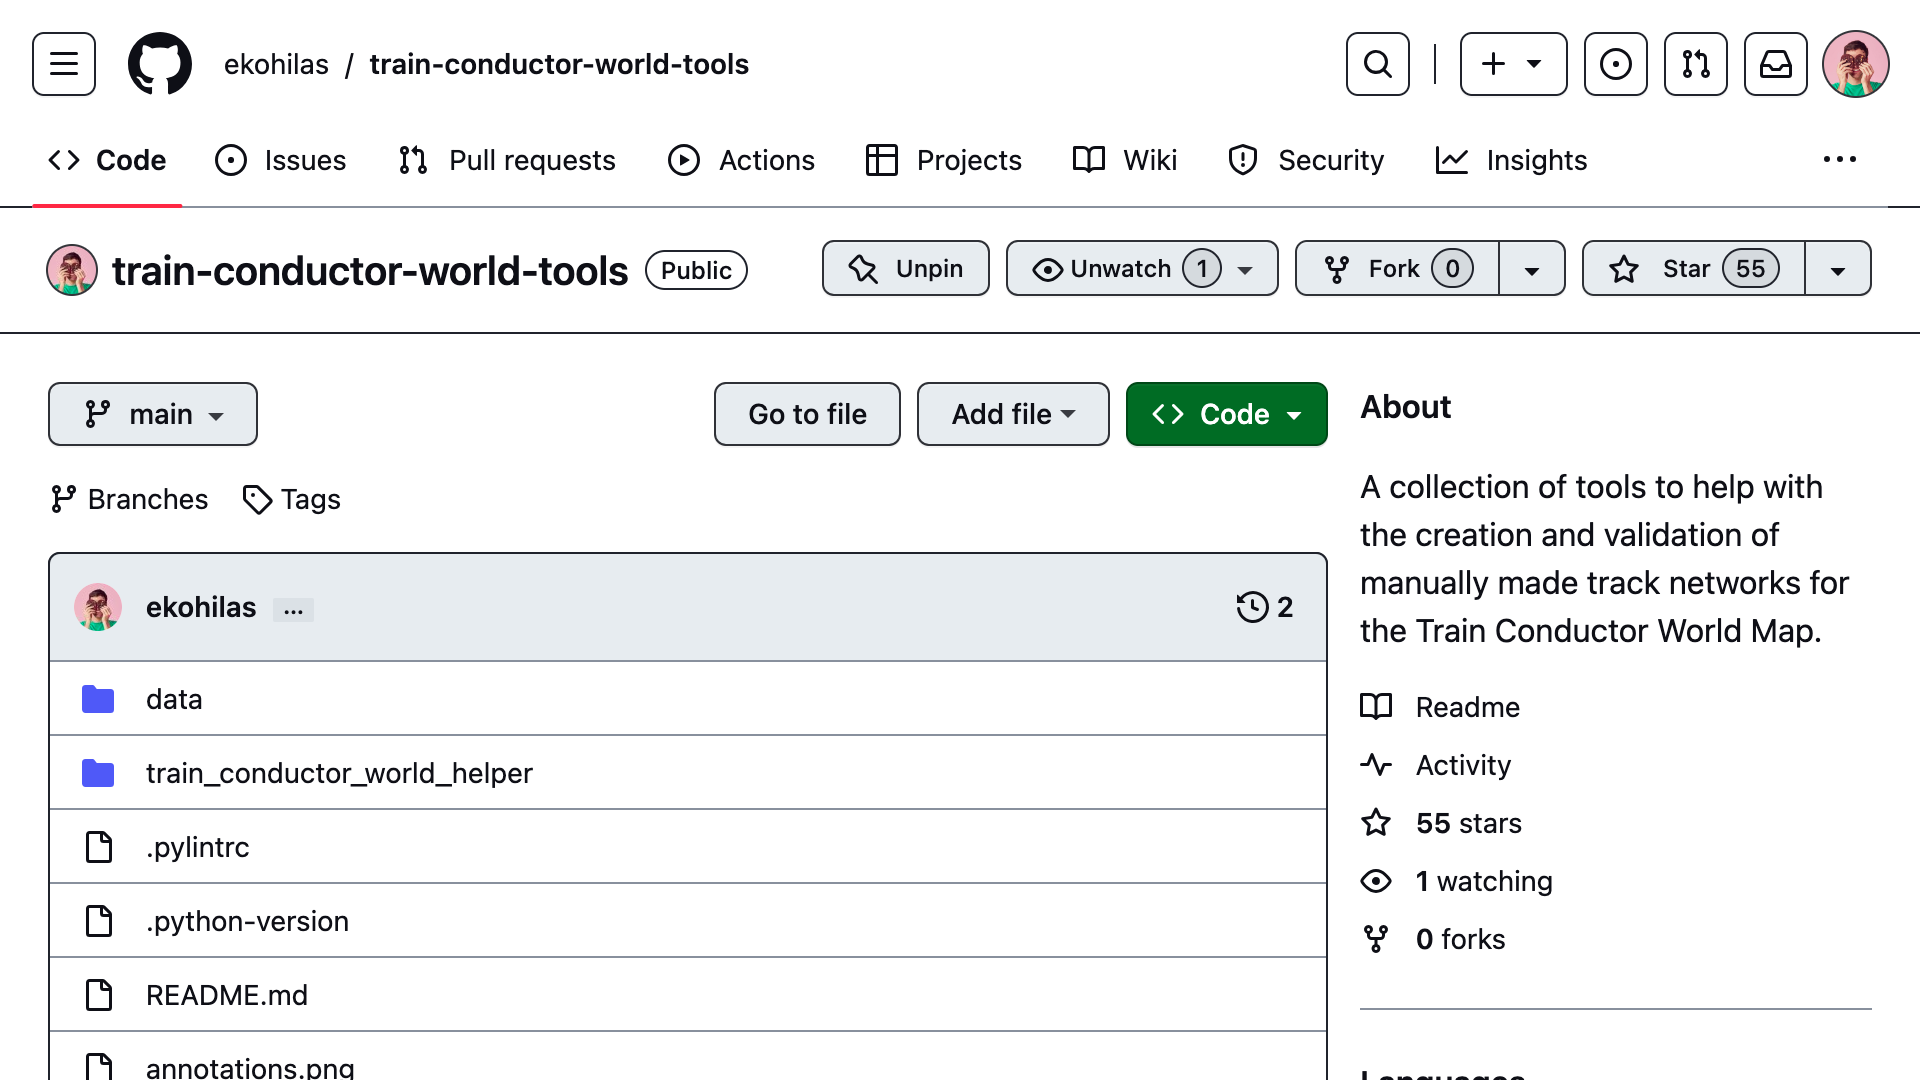 ekohilas / train-conductor-world-tools
Code Issues Pull requests Actions Projects Wiki Security Insights ...
train-conductor-world-tools Public Unpin Unwatch 1 Fork 0 Star 55
main Go to file Add file Code
Branches Tags
ekohilas ... 2
data
train_conductor_world_helper
.pylintrc
.python-version
README.md
annotations.png
About
A collection of tools to help with
the creation and validation of
manually made track networks for
the Train Conductor World Map.
Readme
Activity
55 stars
1 watching
0 forks
Languages